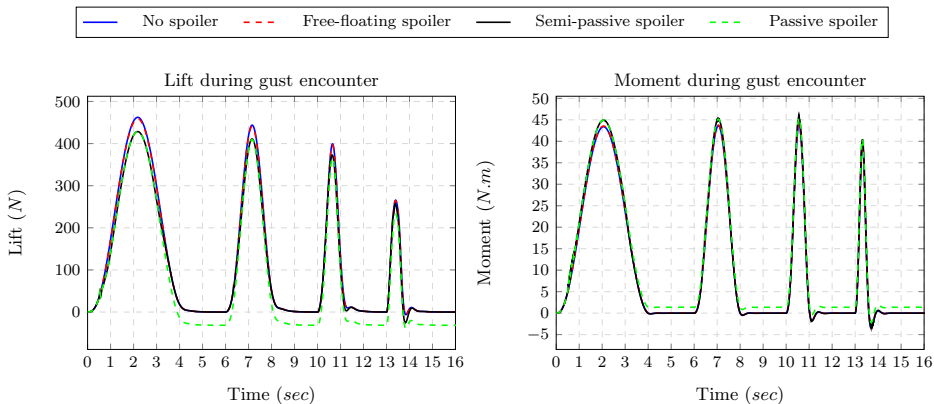 No spoiler Free-floating spoiler Semi-passive spoiler Passive spoiler
Lift during gust encounter
500
400
300
200
100
0
0 1 2 3 4 5 6 7 8 9 10 11 12 13 14 15 16
Lift (N)
Time (sec)
Moment during gust encounter
50
45
40
35
30
25
20
15
10
5
0
−5
0 1 2 3 4 5 6 7 8 9 10 11 12 13 14 15 16
Moment (N.m)
Time (sec)